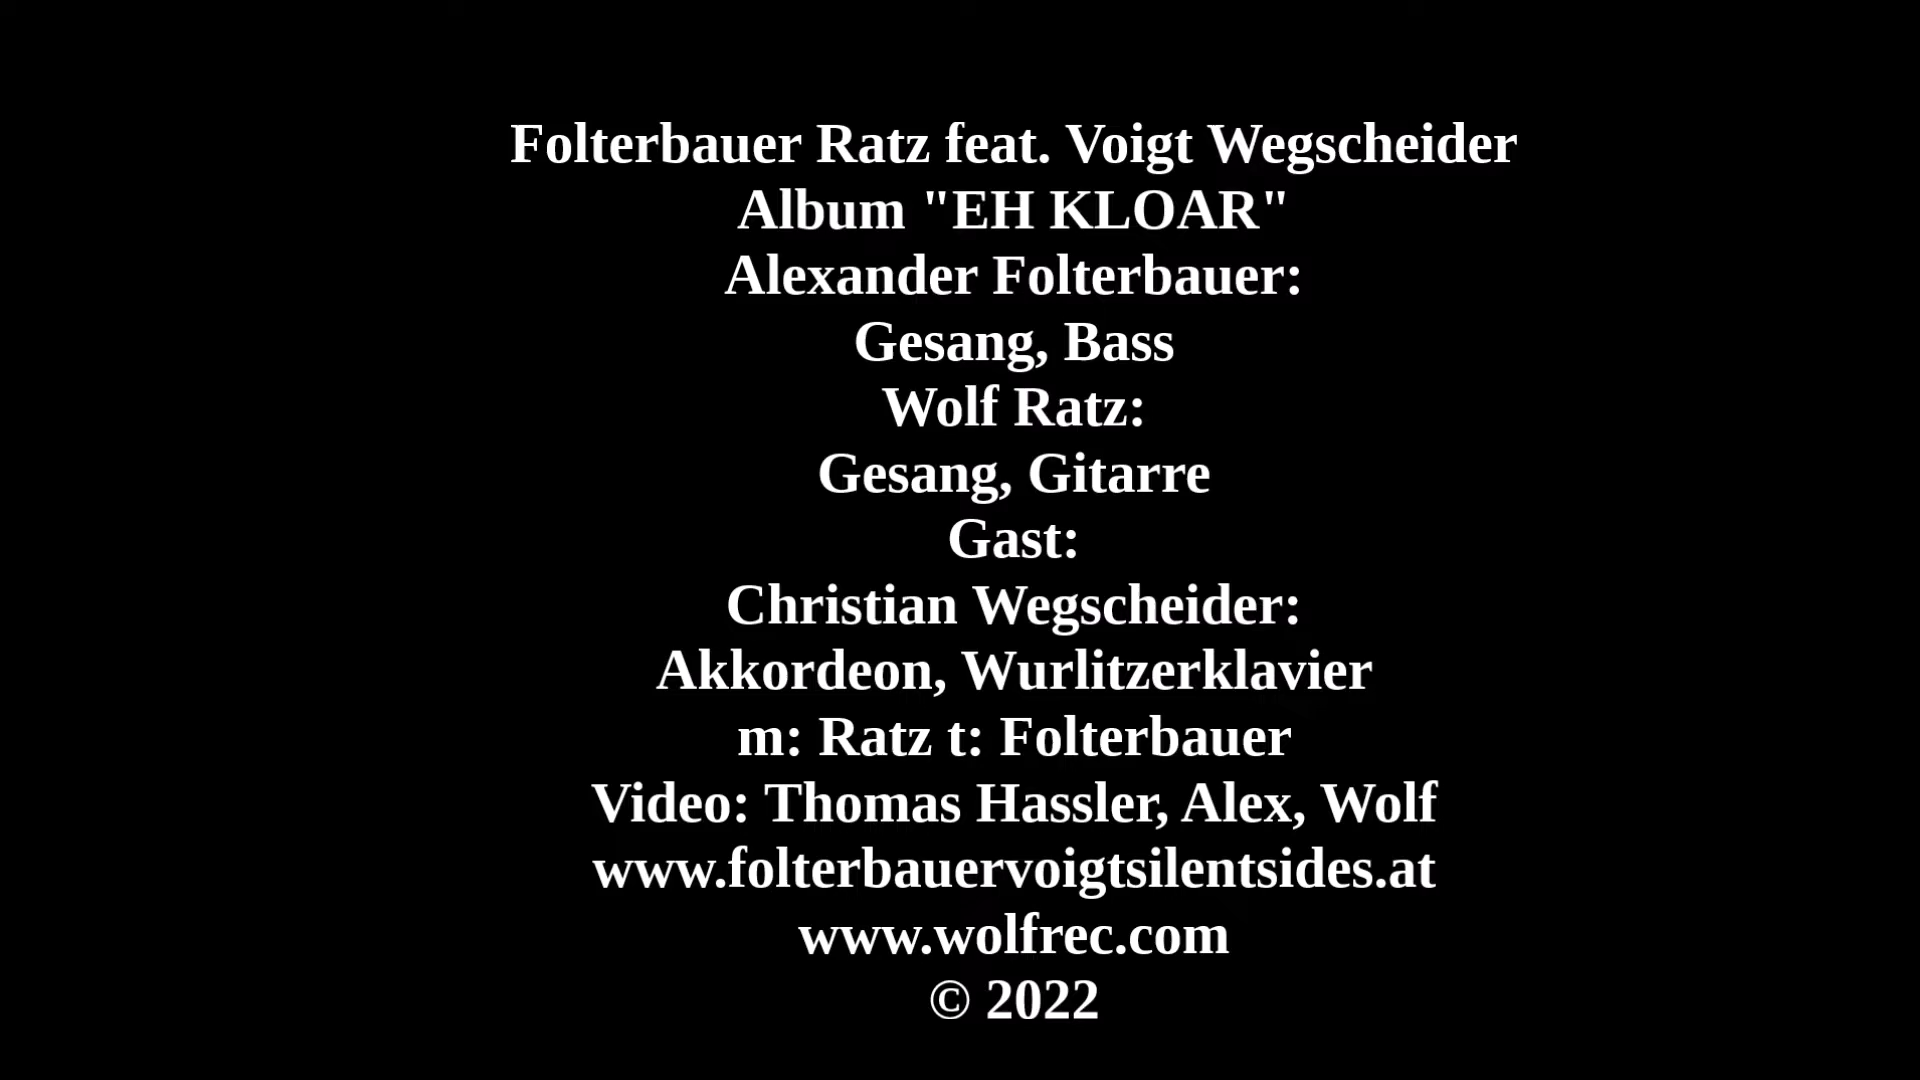 Folterbauer Ratz feat. Voigt Wegscheider
Album "EH KLOAR"
Alexander Folterbauer:
Gesang, Bass
Wolf Ratz:
Gesang, Gitarre
Gast:
Christian Wegscheider:
Akkordeon, Wurlitzerklavier
m: Ratz t: Folterbauer
Video: Thomas Hassler, Alex, Wolf
www.folterbauervoigtsilentsides.at
www.wolfrec.com
© 2022